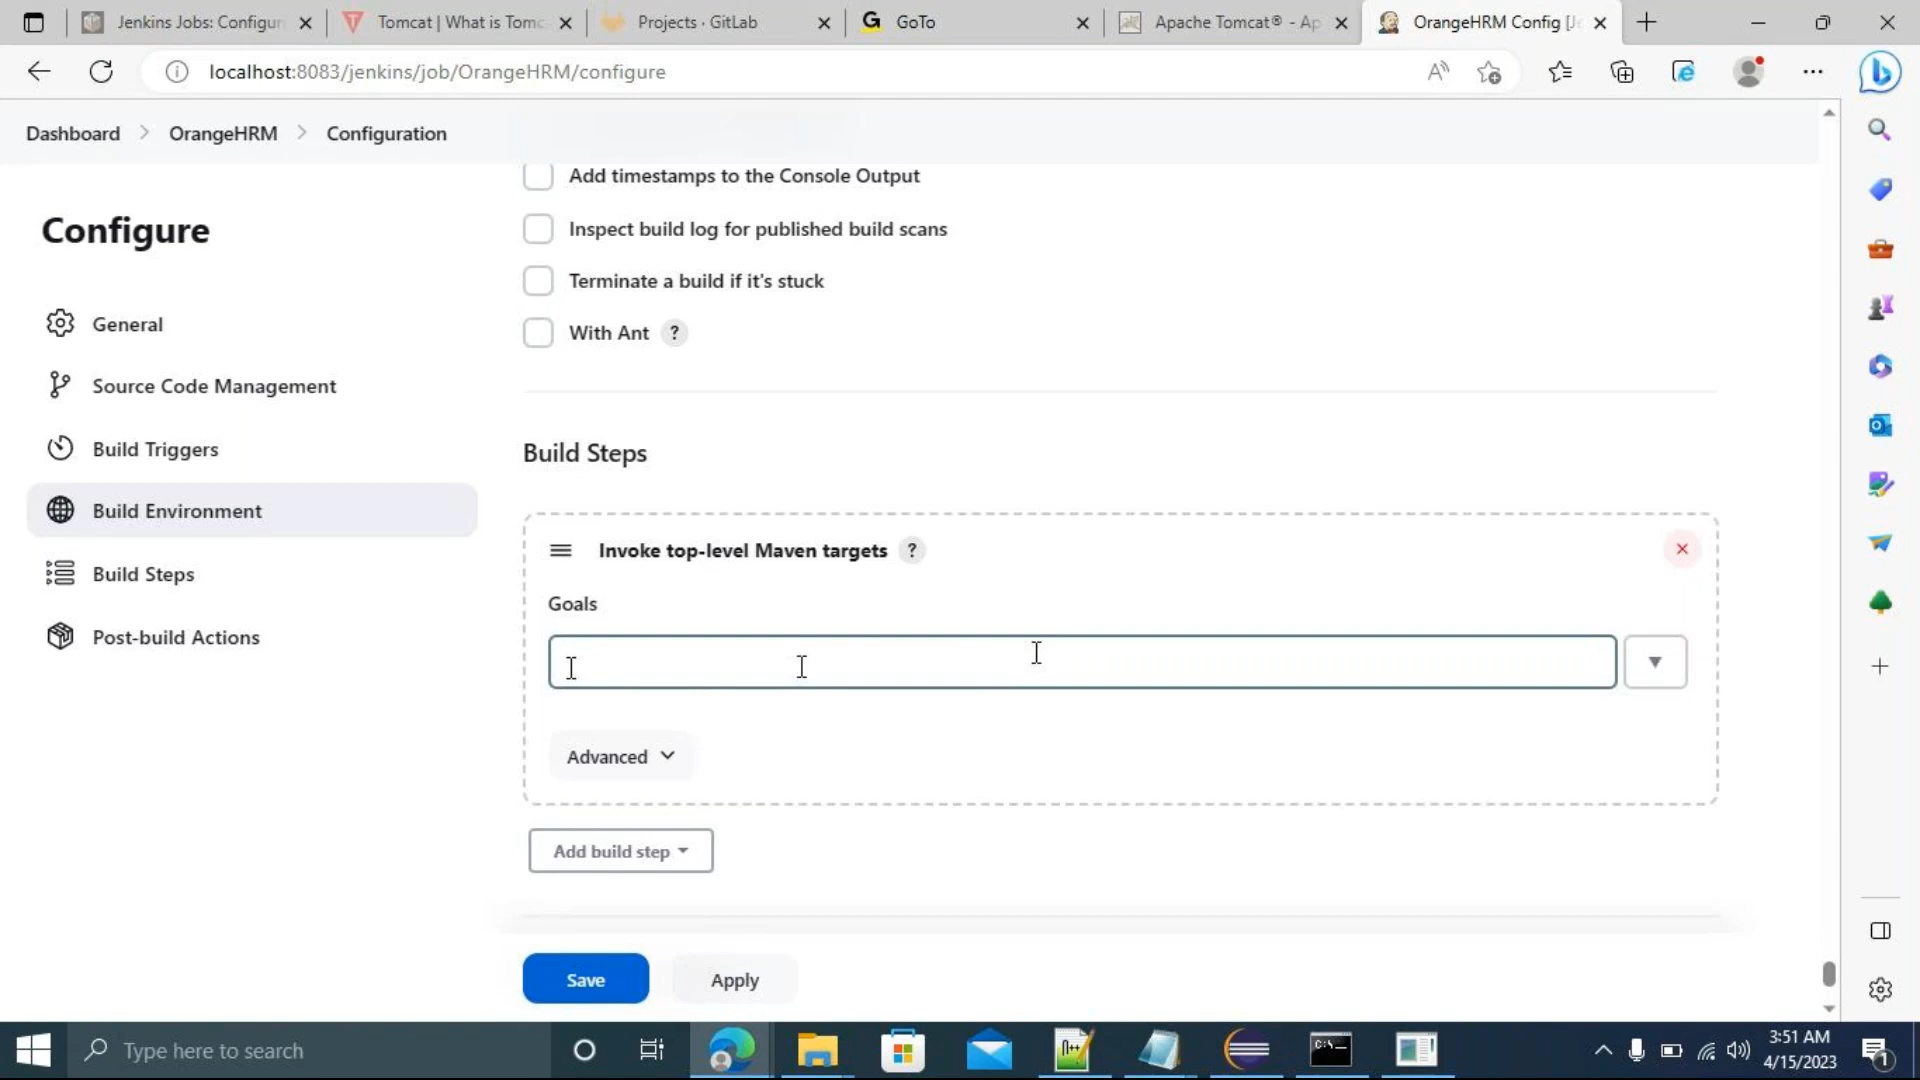 Jenkins Jobs: Configur
Tomcat | What is Tomc
Projects · GitLab
GoTo
Apache Tomcat® - Ap
OrangeHRM Config [Je
localhost:8083/jenkins/job/OrangeHRM/configure
Dashboard > OrangeHRM > Configuration
Add timestamps to the Console Output
Configure
Inspect build log for published build scans
Terminate a build if it's stuck
With Ant ?
General
Source Code Management
Build Triggers
Build Environment
Build Steps
Post-build Actions
Build Steps
Invoke top-level Maven targets ?
Goals
Advanced
Add build step
Save
Apply
Type here to search
3:51 AM
4/15/2023
1